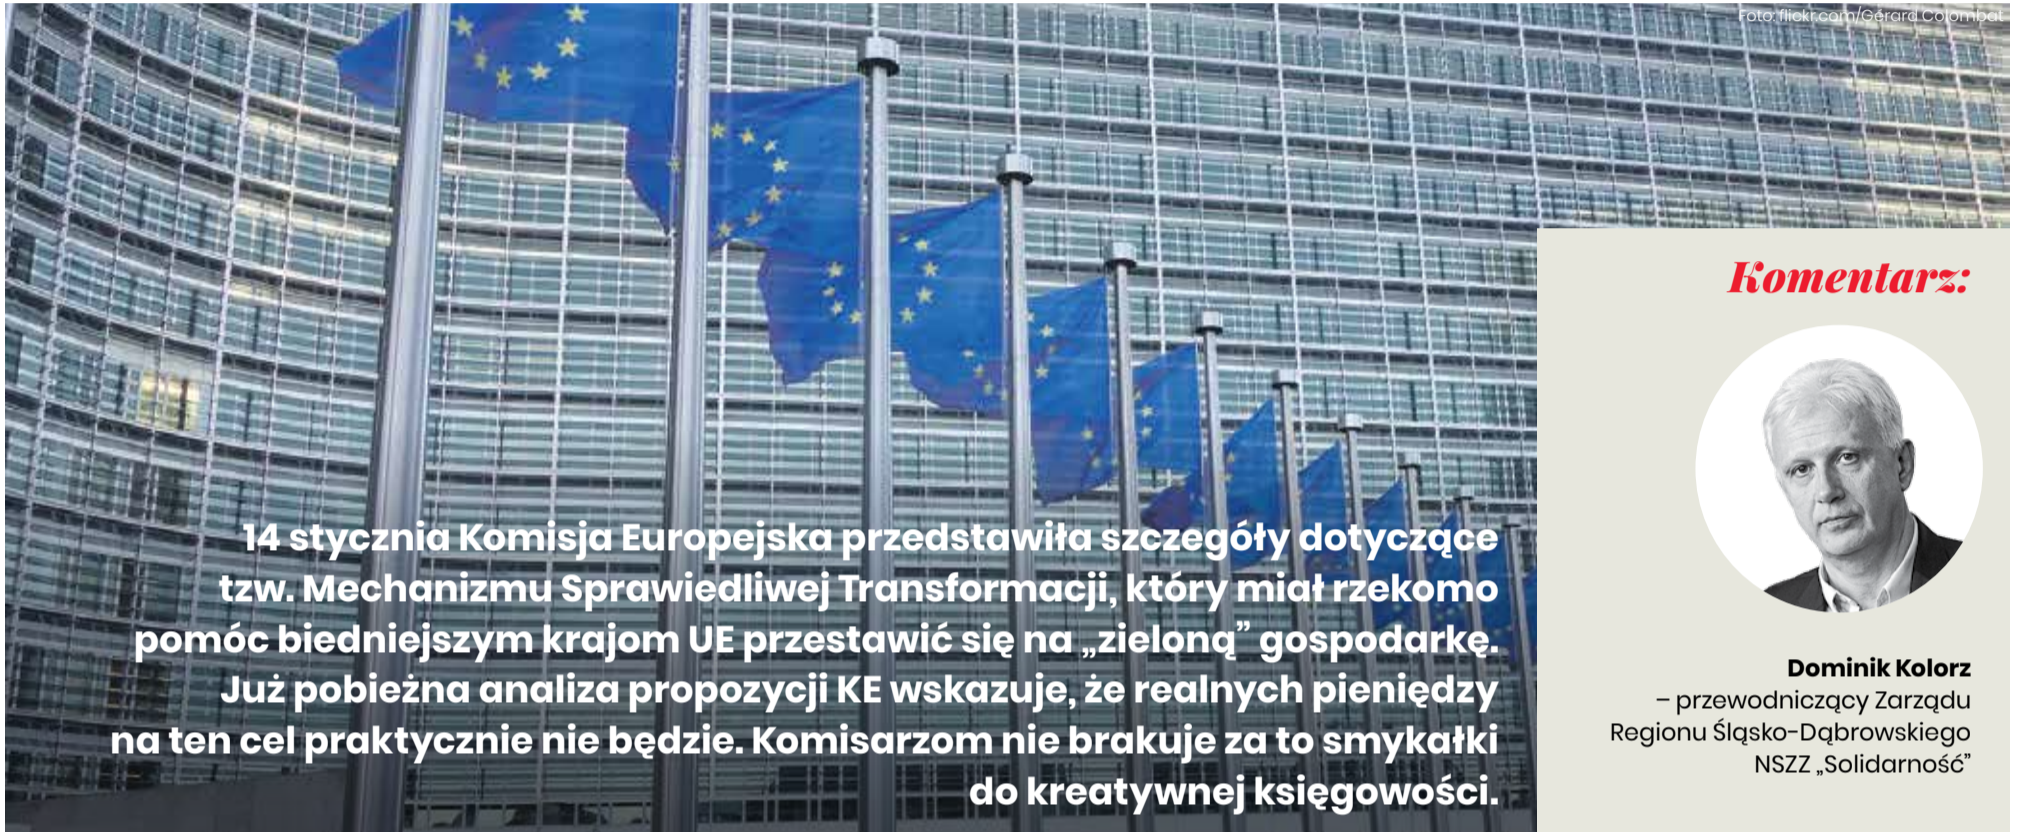 Foto: flickr.com/Gérard Colombat
14 stycznia Komisja Europejska przedstawiła szczegóły dotyczące
tzw. Mechanizmu Sprawiedliwej Transformacji, który miał rzekomo
pomóc biedniejszym krajom UE przestawić się na „zieloną” gospodarkę.
Już pobieżna analiza propozycji KE wskazuje, że realnych pieniędzy
na ten cel praktycznie nie będzie. Komisarzom nie brakuje za to smykałki
do kreatywnej księgowości.
Komentarz:
Dominik Kolorz
– przewodniczący Zarządu
Regionu Śląsko-Dąbrowskiego
NSZZ „Solidarność”